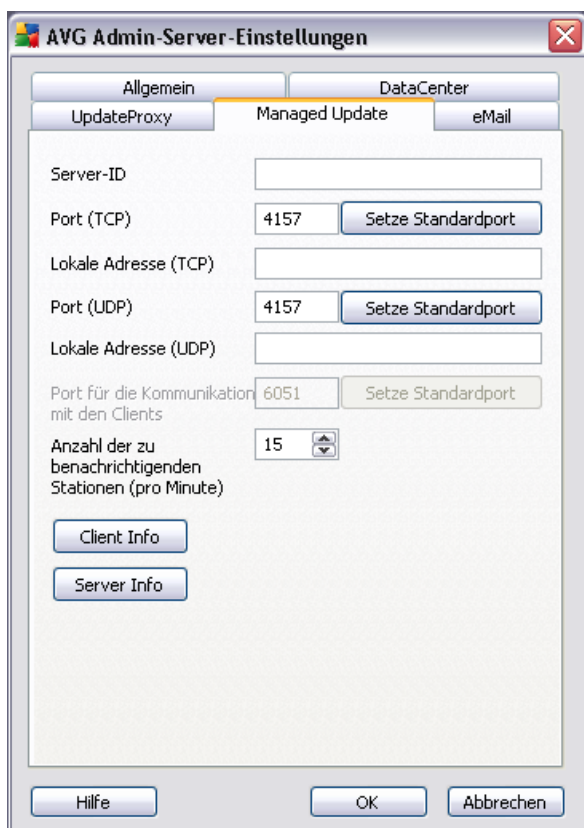 AVG Admin-Server-Einstellungen
Allgemein
DataCenter
UpdateProxy
Managed Update
eMail
Server-ID
Port (TCP)
4157
Setze Standardport
Lokale Adresse (TCP)
Port (UDP)
4157
Setze Standardport
Lokale Adresse (UDP)
Port für die Kommunikation
mit den Clients
6051
Setze Standardport
Anzahl der zu
benachrichtigenden
Stationen (pro Minute)
15
Client Info
Server Info
Hilfe
OK
Abbrechen